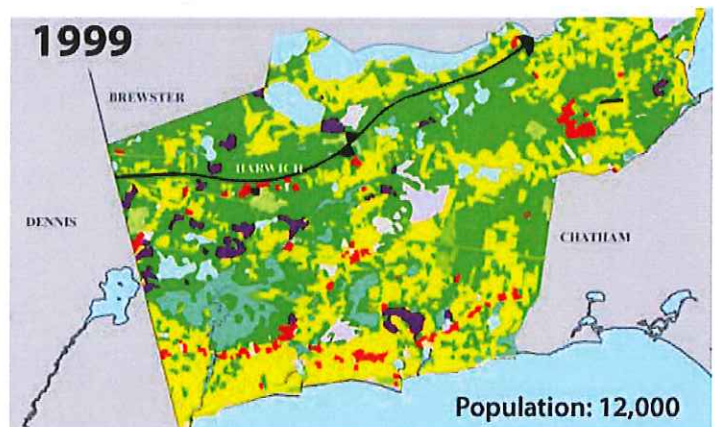 1999
BREWSTER
HARWICH
DENNIS
CHATHAM
Population: 12,000